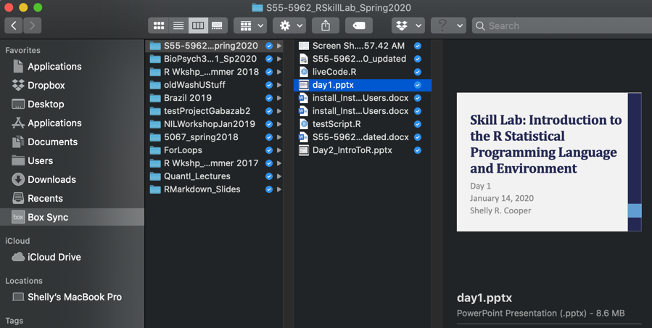 S55-5962_RSkillLab_Spring2020
Search
Favorites
Applications
Dropbox
Desktop
Applications
Documents
Users
Downloads
Recents
box
Box Sync
iCloud
iCloud Drive
Locations
Shelly's MacBook Pro
Tags
S55-5962...pring2020
BioPsych3..._1_Sp2020
R Wkshp_...mmer 2018
oldWashUStuff
Brazil 2019
testProjectGabazab2
NILWorkshopJan2019
5067_spring2018
ForLoops
R Wkshp_...mmer 2017
QuantI_Lectures
RMarkdown_Slides
Screen Sh....57.42 AM
S55-5962...0_updated
liveCode.R
day1.pptx
install_Inst...Users.docx
install_Inst...Users.docx
testScript.R
S55-5962...dated.docx
Day2_IntroToR.pptx
Skill Lab: Introduction to
the R Statistical
Programming Language
and Environment
Day 1
January 14, 2020
Shelly R. Cooper
day1.pptx
PowerPoint Presentation (.pptx) - 8.6 MB